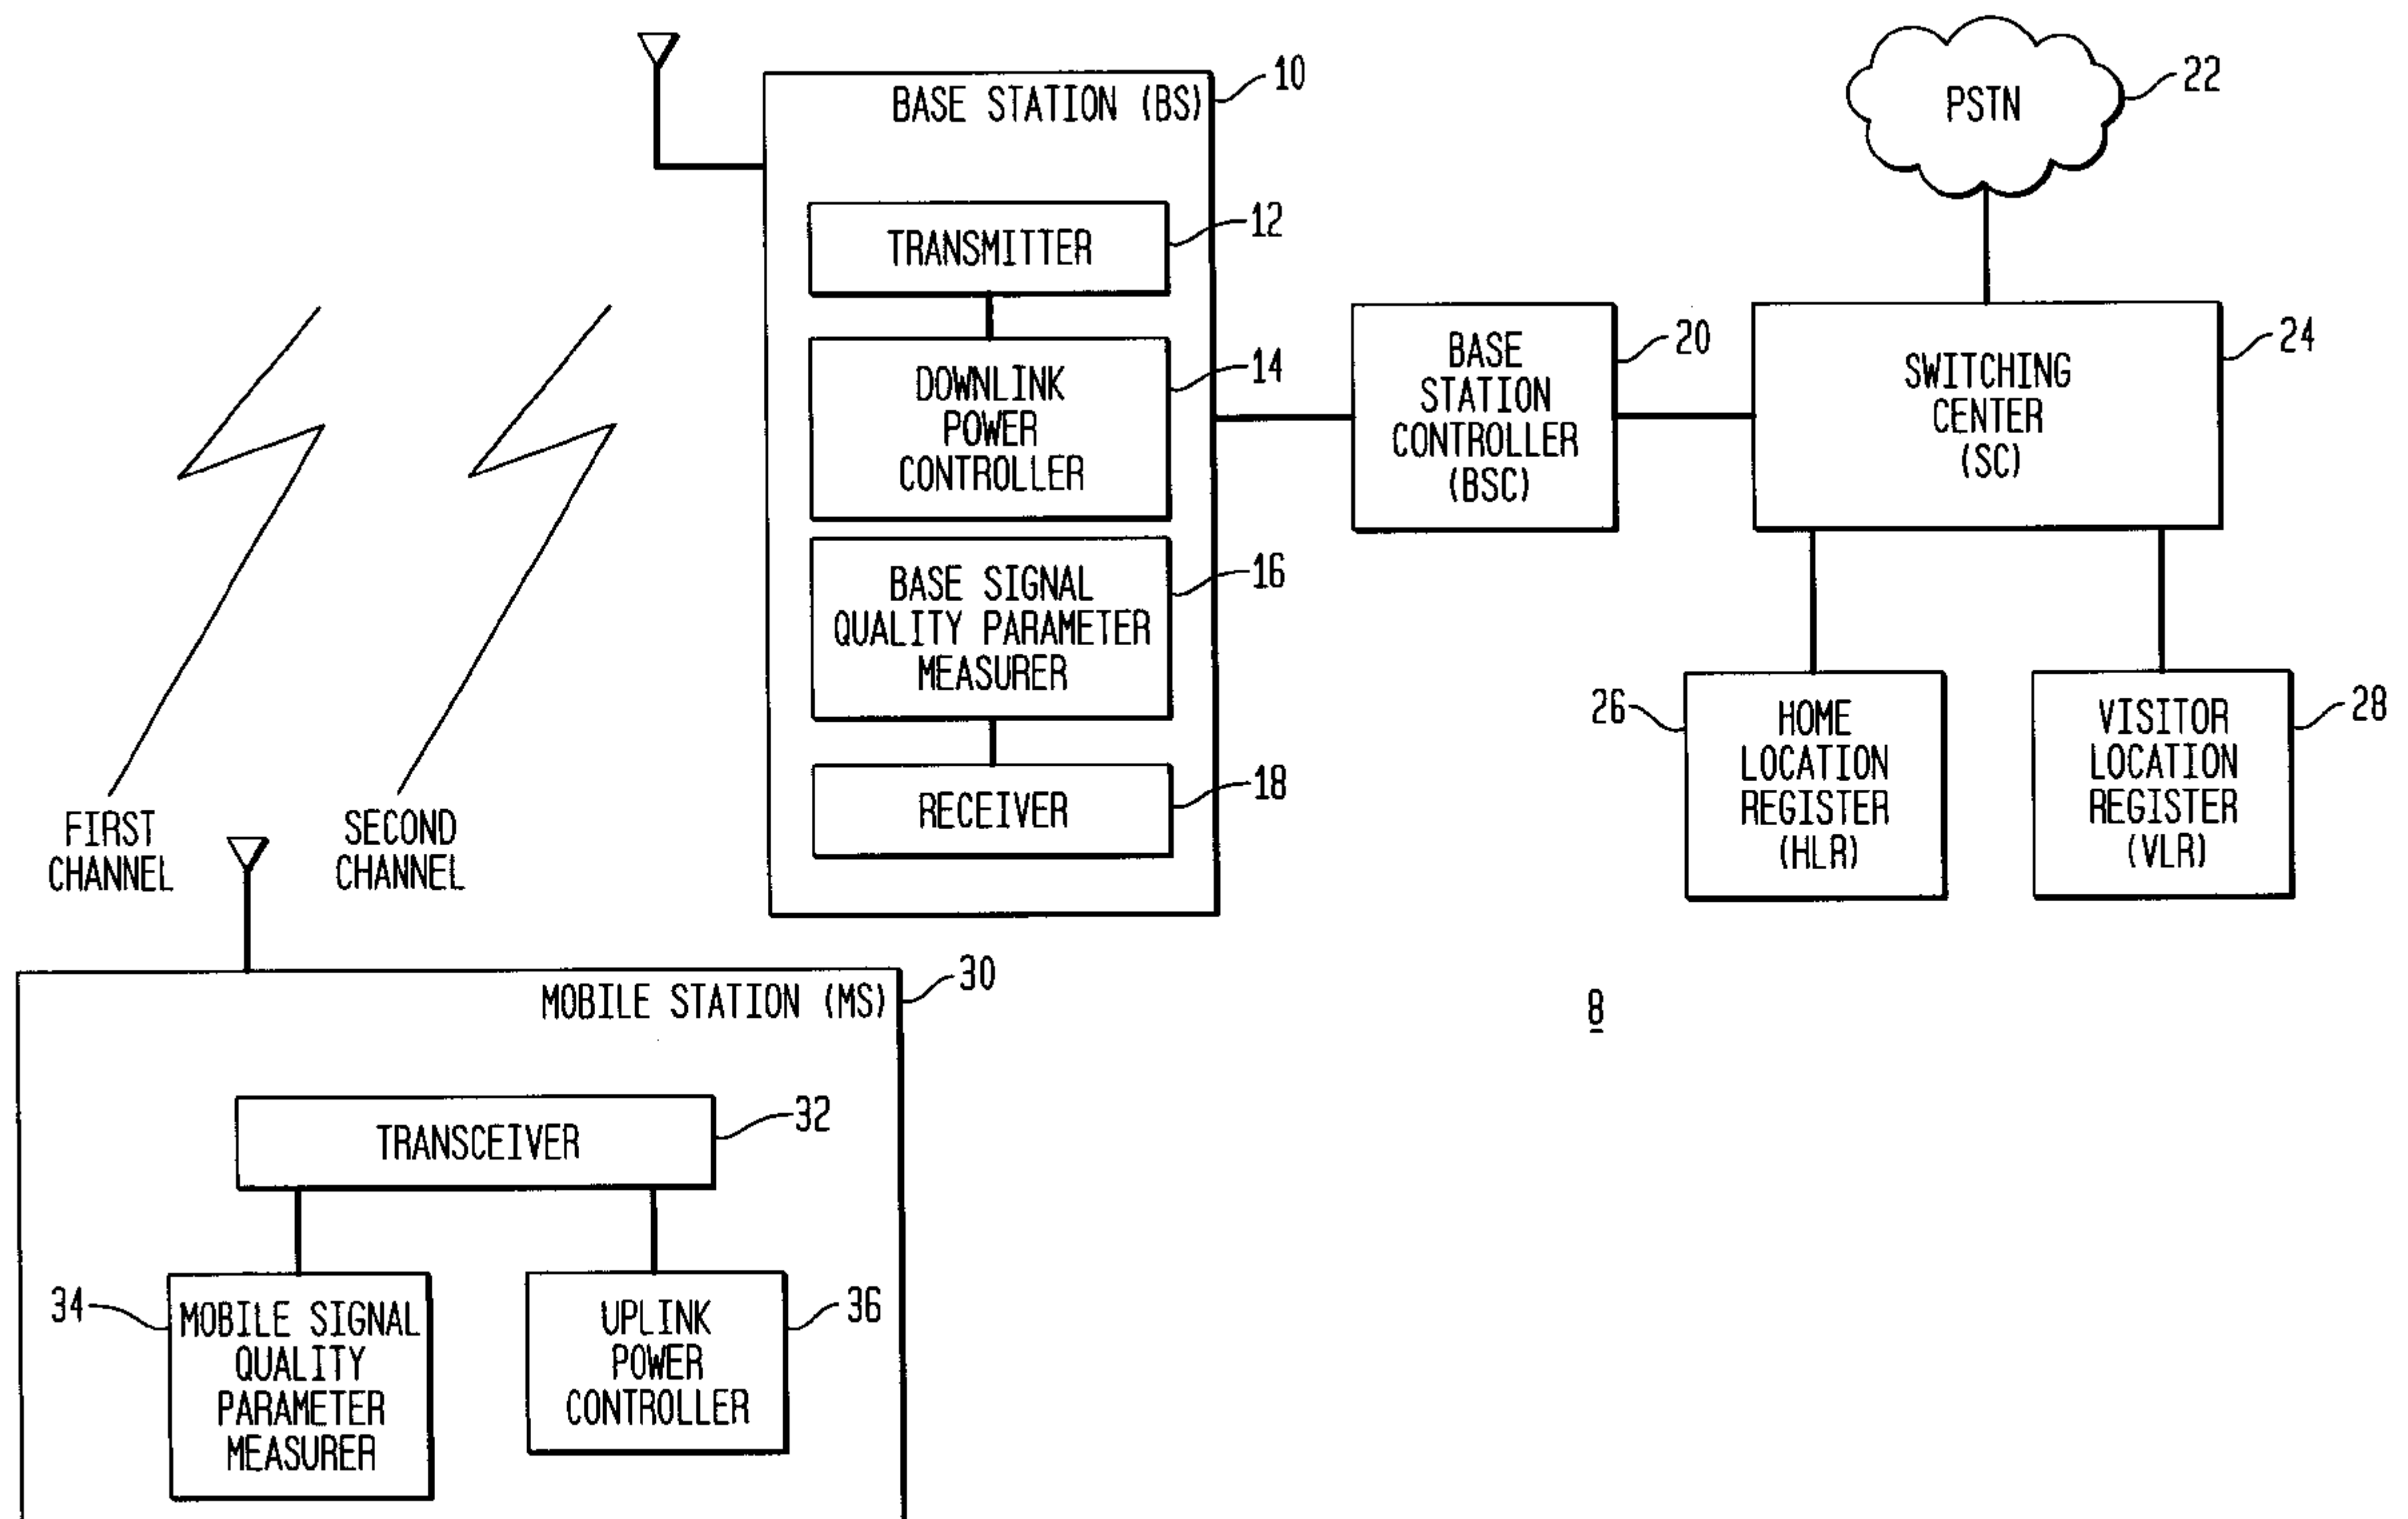 10
BASE STATION (BS)
12
TRANSMITTER
14
DOWNLINK
POWER
CONTROLLER
16
BASE SIGNAL
QUALITY PARAMETER
MEASURER
18
RECEIVER
FIRST
CHANNEL
SECOND
CHANNEL
20
BASE
STATION
CONTROLLER
(BSC)
22
PSTN
24
SWITCHING
CENTER
(SC)
26
HOME
LOCATION
REGISTER
(HLR)
28
VISITOR
LOCATION
REGISTER
(VLR)
8
30
MOBILE STATION (MS)
32
TRANSCEIVER
34
MOBILE SIGNAL
QUALITY
PARAMETER
MEASURER
36
UPLINK
POWER
CONTROLLER